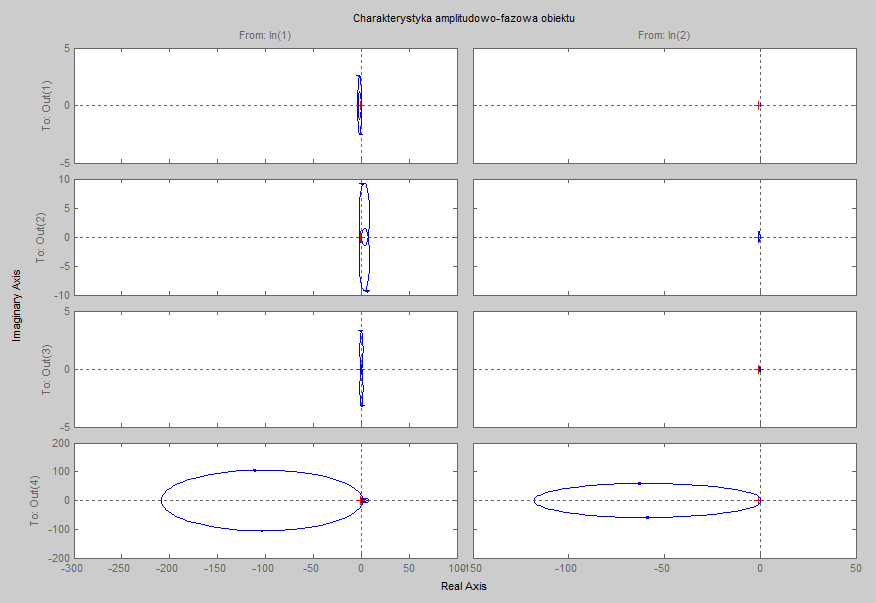 Charakterystyka amplitudowo-fazowa obiektu
From: In(1)
From: In(2)
To: Out(1)
5
0
-5
To: Out(2)
10
5
0
-5
-10
To: Out(3)
5
0
-5
To: Out(4)
200
100
0
-100
-200
Imaginary Axis
-300 -250 -200 -150 -100 -50 0 50 100
-150 -100 -50 0 50
Real Axis